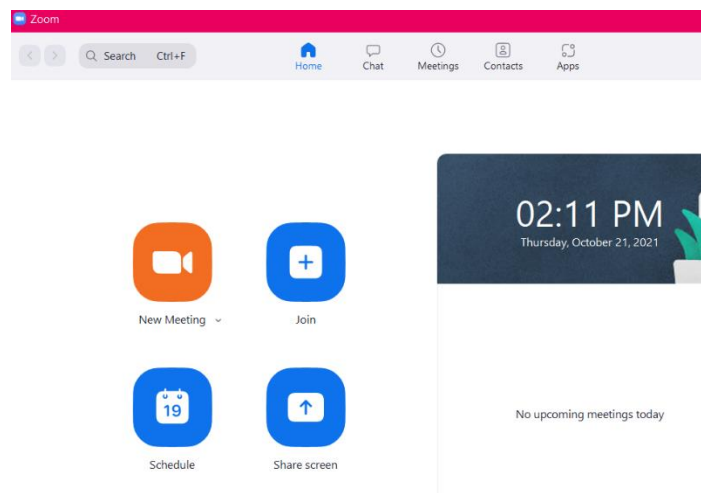 Zoom
Search Ctrl+F
Home Chat Meetings Contacts Apps
02:11 PM
Thursday, October 21, 2021
New Meeting
Join
19
Schedule
Share screen
No upcoming meetings today